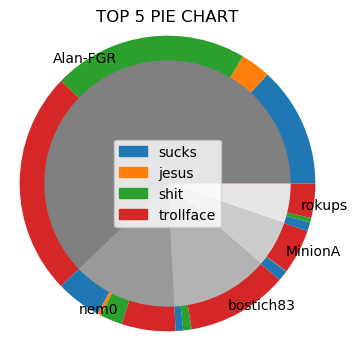 TOP 5 PIE CHART
Alan-FGR
sucks
jesus
shit
trollface
rokups
MinionA
bostich83
nem0